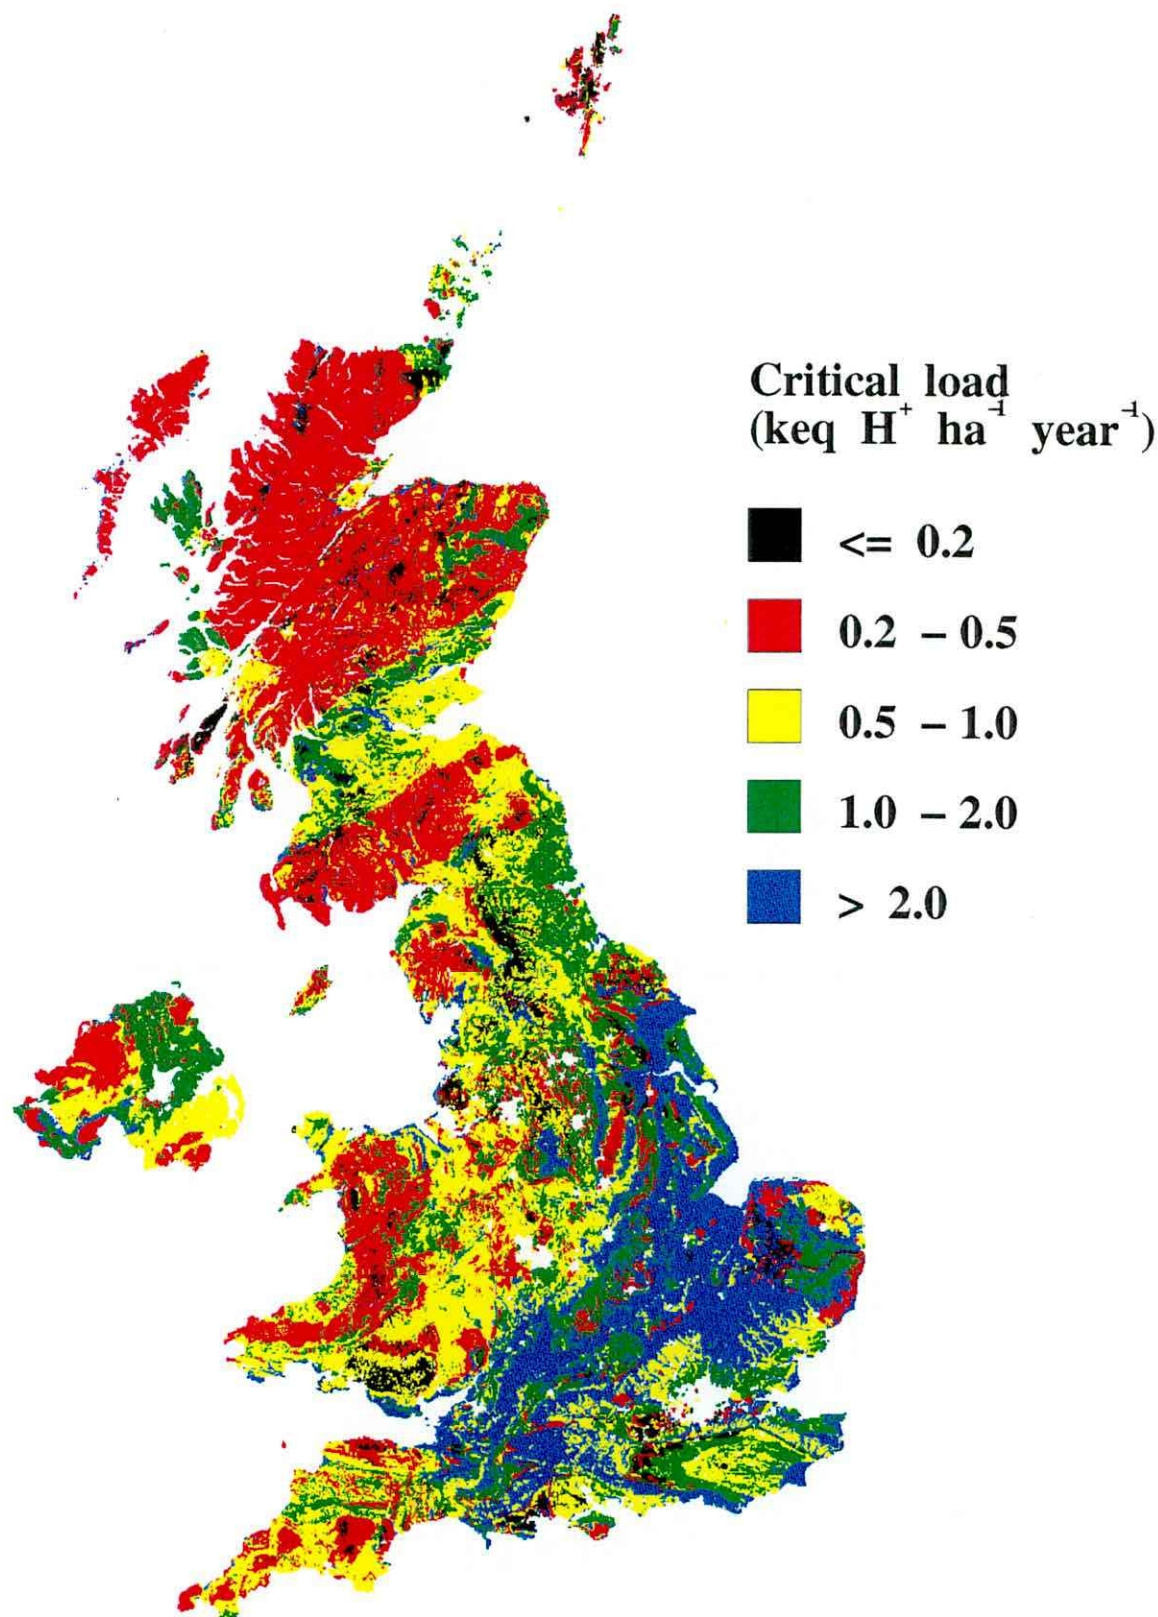 Critical load
(keq H⁺ ha⁻¹ year⁻¹)
<= 0.2
0.2 – 0.5
0.5 – 1.0
1.0 – 2.0
> 2.0